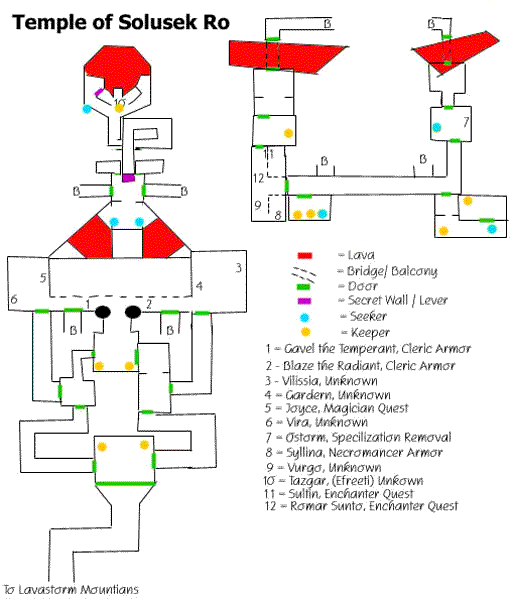 Temple of Solusek Ro
B
B
10
7
B
B
11
12
9
8
B
B
3
5
4
6
1
2
B
B
= Lava
= Bridge/ Balcony
= Door
= Secret Wall / Lever
= Seeker
= Keeper
1 = Gavel the Temperant, Cleric Armor
2 - Blaze the Radiant, Cleric Armor
3 - Vilissia, Unknown
4 = Gardern, Unknown
5 = Joyce, Magician Quest
6 = Vira, Unknown
7 = Ostorm, Specilization Removal
8 = Syllina, Necromancer Armor
9 = Vurgo, Unknown
10 = Tazgar, (Efreeti) Unkown
11 = Sultin, Enchanter Quest
12 = Romar Sunto, Enchanter Quest
To Lavastorm Mountians